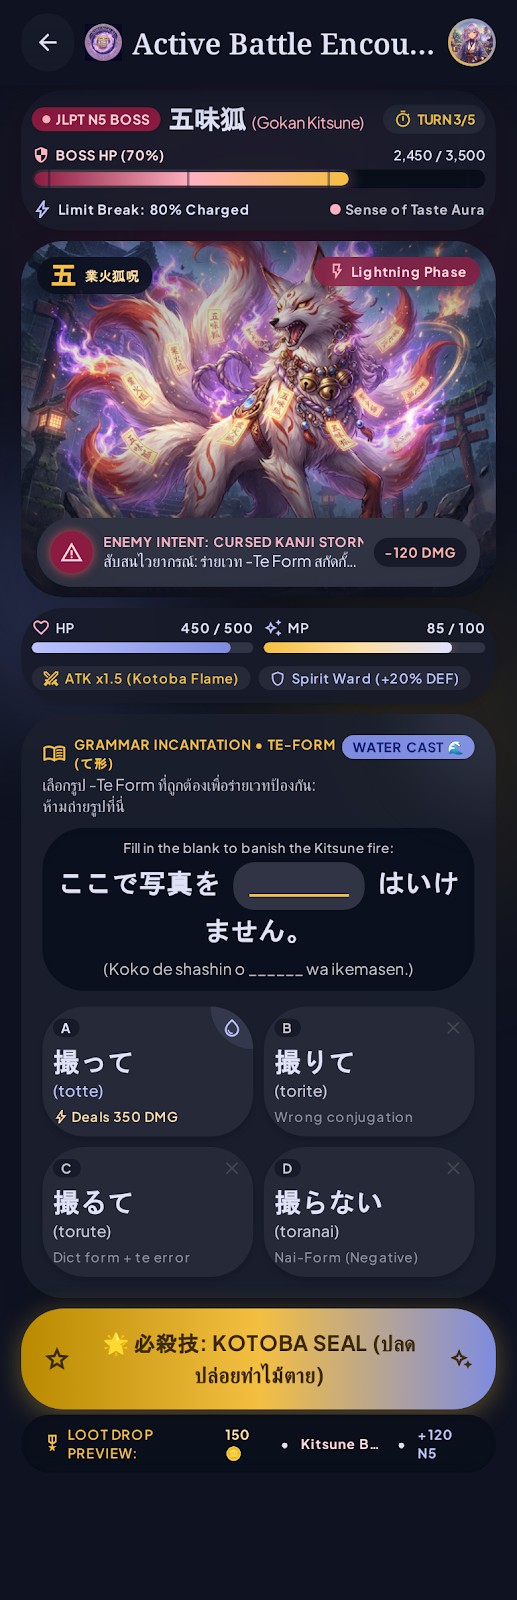 Active Battle Encou...
JLPT N5 BOSS 五味狐 (Gokan Kitsune) TURN 3/5
BOSS HP (70%) 2,450 / 3,500
Limit Break: 80% Charged Sense of Taste Aura
五 業火狐呪 Lightning Phase
ENEMY INTENT: CURSED KANJI STORM
สับสนไวยากรณ์: ร่ายเวท -Te Form สกัดกั้...
-120 DMG
HP 450 / 500 MP 85 / 100
ATK x1.5 (Kotoba Flame) Spirit Ward (+20% DEF)
GRAMMAR INCANTATION • TE-FORM
(て形)
WATER CAST 🌊
เลือกรูป -Te Form ที่ถูกต้องเพื่อร่ายเวทป้องกัน:
ห้ามถ่ายรูปที่นี่
Fill in the blank to banish the Kitsune fire:
ここで写真を ______ はいけ
ません。
(Koko de shashin o ______ wa ikemasen.)
A
撮って
(totte)
Deals 350 DMG
B
撮りて
(torite)
Wrong conjugation
C
撮るて
(torute)
Dict form + te error
D
撮らない
(toranai)
Nai-Form (Negative)
🌟 必殺技: KOTOBA SEAL (ปลด
ปล่อยท่าไม้ตาย)
LOOT DROP
PREVIEW:
150
🪙
• Kitsune B...
• +120
N5